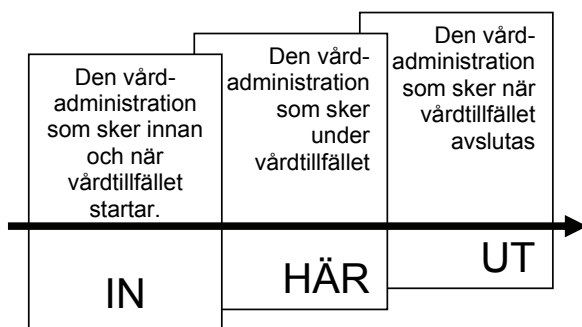 Den vård-
administration
som sker innan
och när
vårdtillfället
startar.
IN
Den vård-
administration
som sker
under
vårdtillfället
HÄR
Den vård-
administration
som sker när
vårdtillfället
avslutas
UT